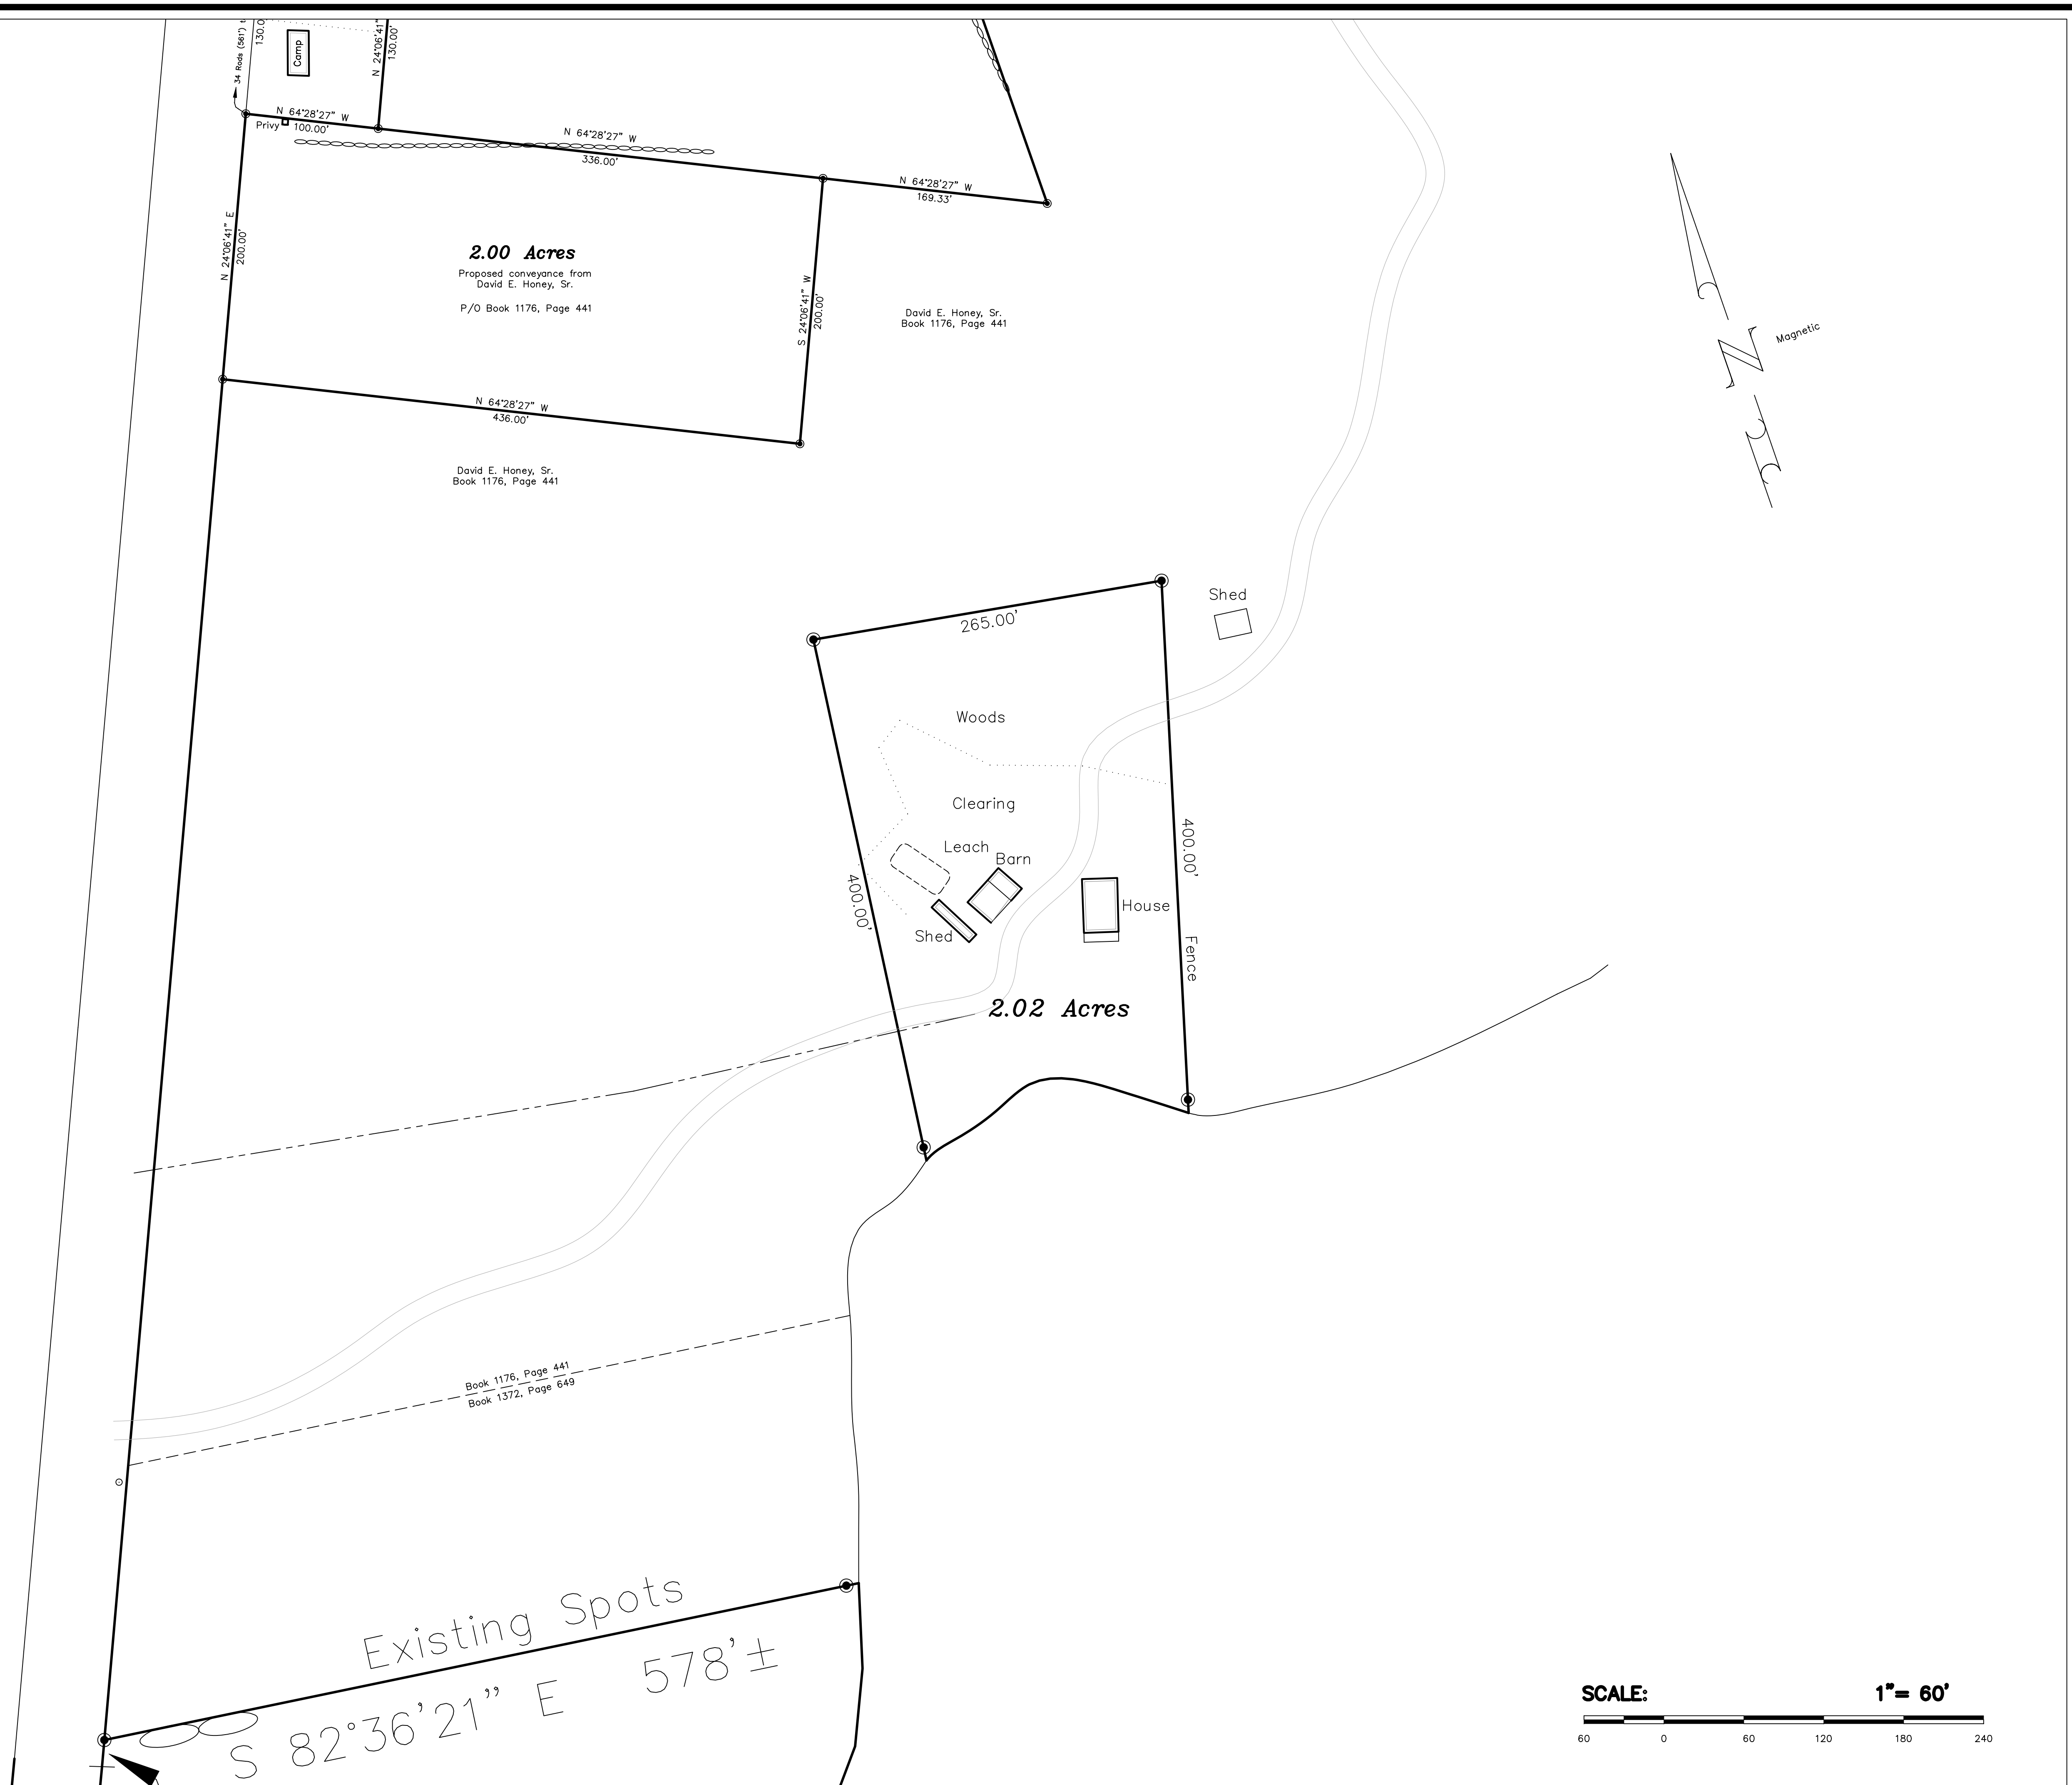 34 Rods (561')
130.0
Camp
N 24°06'41"
130.00'
N 64°28'27" W
100.00'
Privy
N 64°28'27" W
336.00'
N 64°28'27" W
169.33'
N 24°06'41" E
200.00'
2.00 Acres
Proposed conveyance from
David E. Honey, Sr.
P/O Book 1176, Page 441
S 24°06'41" W
200.00'
David E. Honey, Sr.
Book 1176, Page 441
N
Magnetic
N 64°28'27" W
436.00'
David E. Honey, Sr.
Book 1176, Page 441
265.00'
Shed
Woods
Clearing
Leach
Barn
400.00'
400.00'
House
Shed
Fence
2.02 Acres
Book 1176, Page 441
Book 1372, Page 649
Existing Spots
S 82°36'21" E 578'±
SCALE: 1"= 60'
60 0 60 120 180 240